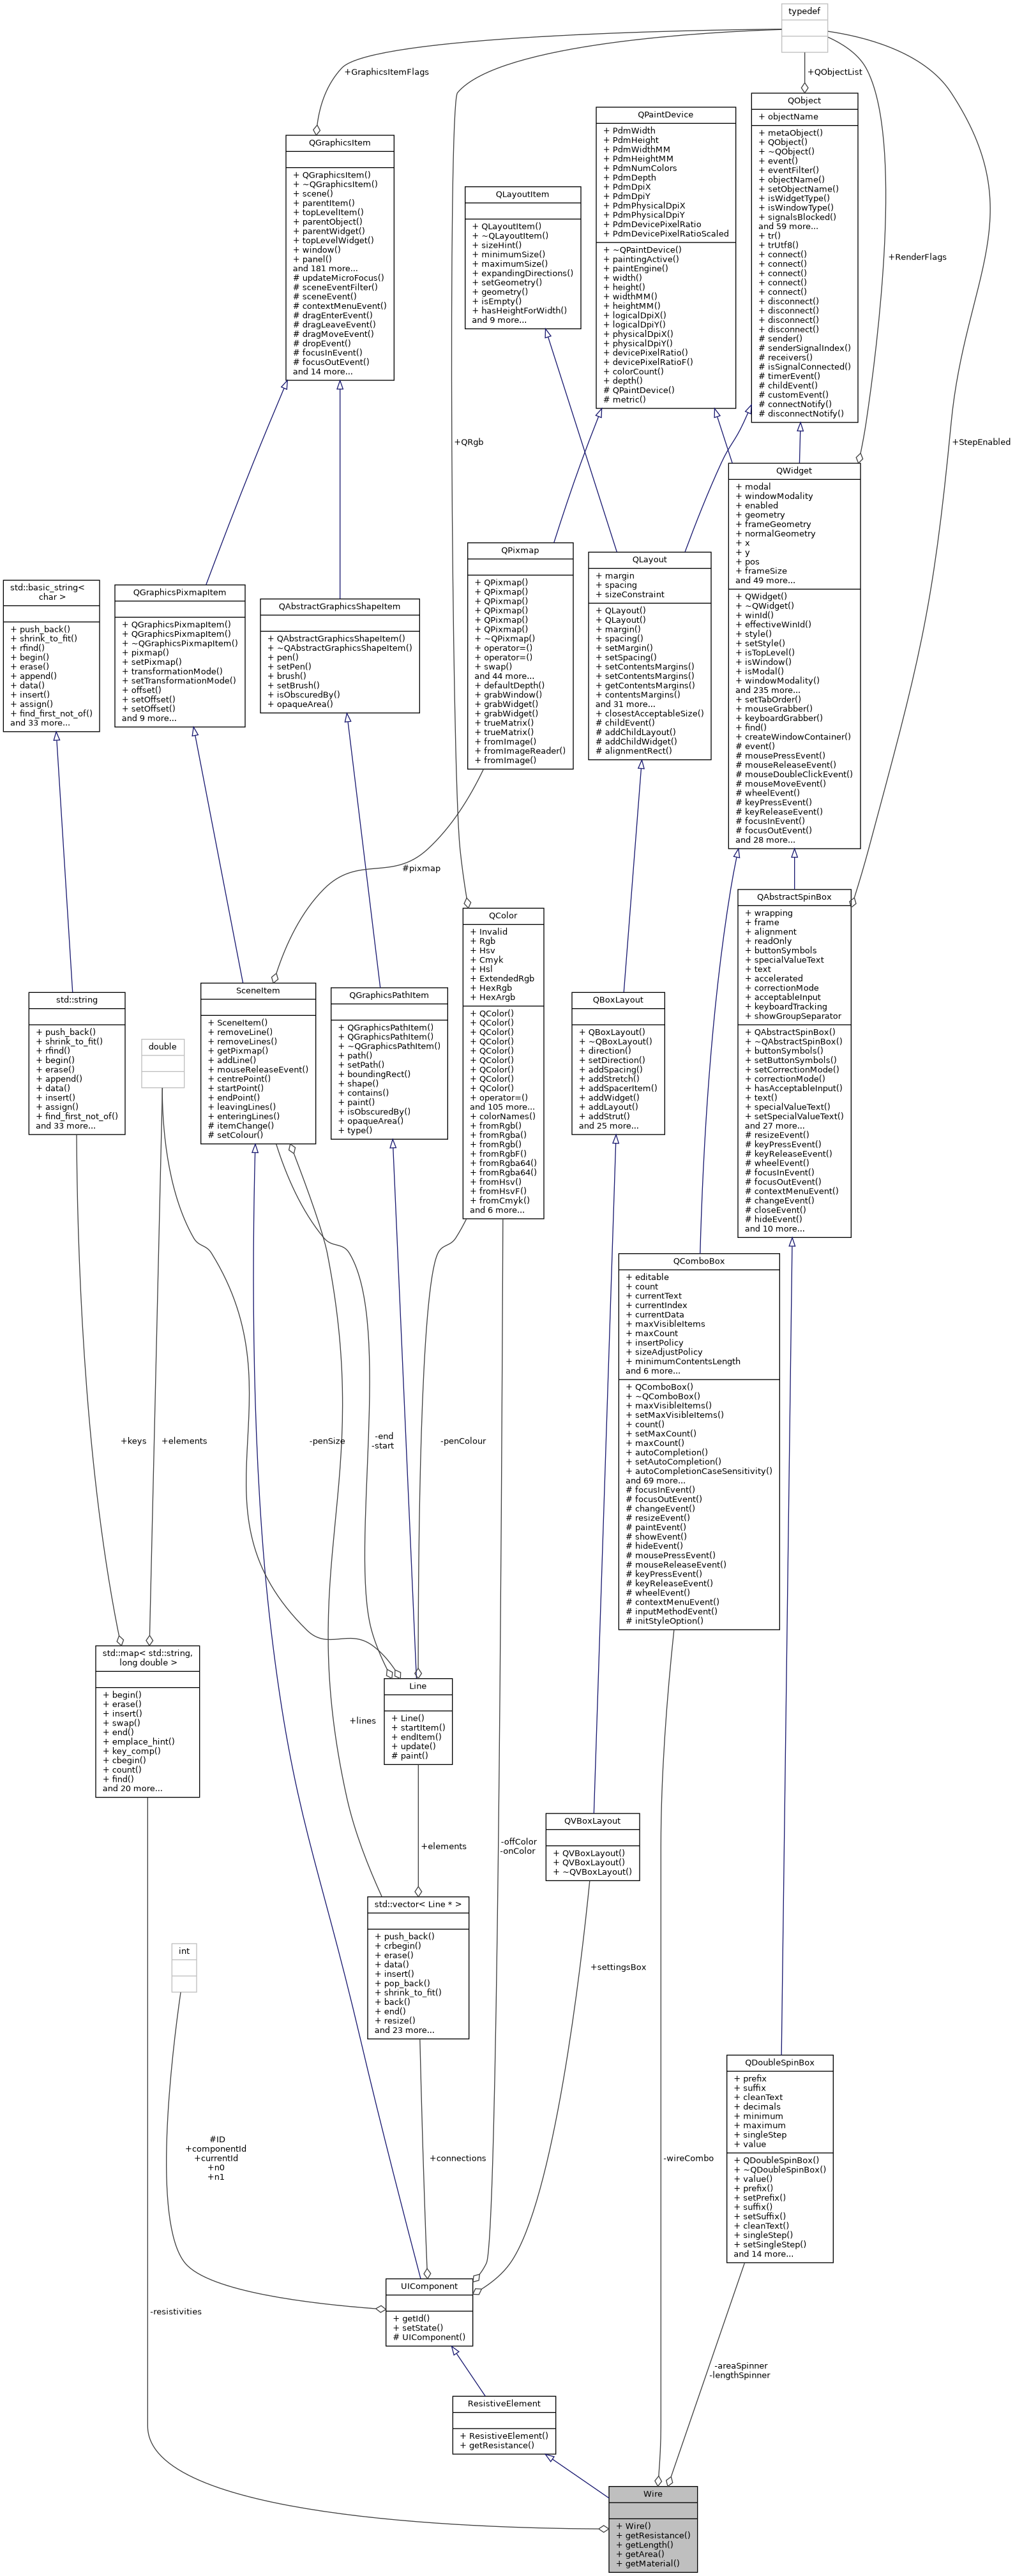 typedef
+GraphicsItemFlags
+QObjectList
QObject
+ objectName
+ metaObject()
+ QObject()
+ ~QObject()
+ event()
+ eventFilter()
+ objectName()
+ setObjectName()
+ isWidgetType()
+ isWindowType()
+ signalsBlocked()
and 59 more...
+ tr()
+ trUtf8()
+ connect()
+ connect()
+ connect()
+ connect()
+ connect()
+ disconnect()
+ disconnect()
+ disconnect()
+ disconnect()
# sender()
# senderSignalIndex()
# receivers()
# isSignalConnected()
# timerEvent()
# childEvent()
# customEvent()
# connectNotify()
# disconnectNotify()
QPaintDevice
+ PdmWidth
+ PdmHeight
+ PdmWidthMM
+ PdmHeightMM
+ PdmNumColors
+ PdmDepth
+ PdmDpiX
+ PdmDpiY
+ PdmPhysicalDpiX
+ PdmPhysicalDpiY
+ PdmDevicePixelRatio
+ PdmDevicePixelRatioScaled
+ ~QPaintDevice()
+ paintingActive()
+ paintEngine()
+ width()
+ height()
+ widthMM()
+ heightMM()
+ logicalDpiX()
+ logicalDpiY()
+ physicalDpiX()
+ physicalDpiY()
+ devicePixelRatio()
+ devicePixelRatioF()
+ colorCount()
+ depth()
# QPaintDevice()
# metric()
QGraphicsItem
+ QGraphicsItem()
+ ~QGraphicsItem()
+ scene()
+ parentItem()
+ topLevelItem()
+ parentObject()
+ parentWidget()
+ topLevelWidget()
+ window()
+ panel()
and 181 more...
# updateMicroFocus()
# sceneEventFilter()
# sceneEvent()
# contextMenuEvent()
# dragEnterEvent()
# dragLeaveEvent()
# dragMoveEvent()
# dropEvent()
# focusInEvent()
# focusOutEvent()
and 14 more...
QLayoutItem
+ QLayoutItem()
+ ~QLayoutItem()
+ sizeHint()
+ minimumSize()
+ maximumSize()
+ expandingDirections()
+ setGeometry()
+ geometry()
+ isEmpty()
+ hasHeightForWidth()
and 9 more...
+RenderFlags
+QRgb
+StepEnabled
QWidget
+ modal
+ windowModality
+ enabled
+ geometry
+ frameGeometry
+ normalGeometry
+ x
+ y
+ pos
+ frameSize
and 49 more...
+ QWidget()
+ ~QWidget()
+ winId()
+ effectiveWinId()
+ style()
+ setStyle()
+ isTopLevel()
+ isWindow()
+ isModal()
+ windowModality()
and 235 more...
+ setTabOrder()
+ mouseGrabber()
+ keyboardGrabber()
+ find()
+ createWindowContainer()
# event()
# mousePressEvent()
# mouseReleaseEvent()
# mouseDoubleClickEvent()
# mouseMoveEvent()
# wheelEvent()
# keyPressEvent()
# keyReleaseEvent()
# focusInEvent()
# focusOutEvent()
and 28 more...
QPixmap
+ QPixmap()
+ QPixmap()
+ QPixmap()
+ QPixmap()
+ QPixmap()
+ QPixmap()
+ ~QPixmap()
+ operator=()
+ operator=()
+ swap()
and 44 more...
+ defaultDepth()
+ grabWindow()
+ grabWidget()
+ grabWidget()
+ trueMatrix()
+ trueMatrix()
+ fromImage()
+ fromImageReader()
+ fromImage()
QLayout
+ margin
+ spacing
+ sizeConstraint
+ QLayout()
+ QLayout()
+ margin()
+ spacing()
+ setMargin()
+ setSpacing()
+ setContentsMargins()
+ setContentsMargins()
+ getContentsMargins()
+ contentsMargins()
and 31 more...
+ closestAcceptableSize()
# childEvent()
# addChildLayout()
# addChildWidget()
# alignmentRect()
std::basic_string<
char >
+ push_back()
+ shrink_to_fit()
+ rfind()
+ begin()
+ erase()
+ append()
+ data()
+ insert()
+ assign()
+ find_first_not_of()
and 33 more...
QGraphicsPixmapItem
+ QGraphicsPixmapItem()
+ QGraphicsPixmapItem()
+ ~QGraphicsPixmapItem()
+ pixmap()
+ setPixmap()
+ transformationMode()
+ setTransformationMode()
+ offset()
+ setOffset()
+ setOffset()
and 9 more...
QAbstractGraphicsShapeItem
+ QAbstractGraphicsShapeItem()
+ ~QAbstractGraphicsShapeItem()
+ pen()
+ setPen()
+ brush()
+ setBrush()
+ isObscuredBy()
+ opaqueArea()
#pixmap
QAbstractSpinBox
+ wrapping
+ frame
+ alignment
+ readOnly
+ buttonSymbols
+ specialValueText
+ text
+ accelerated
+ correctionMode
+ acceptableInput
+ keyboardTracking
+ showGroupSeparator
+ QAbstractSpinBox()
+ ~QAbstractSpinBox()
+ buttonSymbols()
+ setButtonSymbols()
+ setCorrectionMode()
+ correctionMode()
+ hasAcceptableInput()
+ text()
+ specialValueText()
+ setSpecialValueText()
and 27 more...
# resizeEvent()
# keyPressEvent()
# keyReleaseEvent()
# wheelEvent()
# focusInEvent()
# focusOutEvent()
# contextMenuEvent()
# changeEvent()
# closeEvent()
# hideEvent()
and 10 more...
QColor
+ Invalid
+ Rgb
+ Hsv
+ Cmyk
+ Hsl
+ ExtendedRgb
+ HexRgb
+ HexArgb
+ QColor()
+ QColor()
+ QColor()
+ QColor()
+ QColor()
+ QColor()
+ QColor()
+ QColor()
+ QColor()
+ operator=()
and 105 more...
+ colorNames()
+ fromRgb()
+ fromRgba()
+ fromRgb()
+ fromRgbF()
+ fromRgba64()
+ fromRgba64()
+ fromHsv()
+ fromHsvF()
+ fromCmyk()
and 6 more...
std::string
+ push_back()
+ shrink_to_fit()
+ rfind()
+ begin()
+ erase()
+ append()
+ data()
+ insert()
+ assign()
+ find_first_not_of()
and 33 more...
double
SceneItem
+ SceneItem()
+ removeLine()
+ removeLines()
+ getPixmap()
+ addLine()
+ mouseReleaseEvent()
+ centrePoint()
+ startPoint()
+ endPoint()
+ leavingLines()
+ enteringLines()
# itemChange()
# setColour()
QGraphicsPathItem
+ QGraphicsPathItem()
+ QGraphicsPathItem()
+ ~QGraphicsPathItem()
+ path()
+ setPath()
+ boundingRect()
+ shape()
+ contains()
+ paint()
+ isObscuredBy()
+ opaqueArea()
+ type()
QBoxLayout
+ QBoxLayout()
+ ~QBoxLayout()
+ direction()
+ setDirection()
+ addSpacing()
+ addStretch()
+ addSpacerItem()
+ addWidget()
+ addLayout()
+ addStrut()
and 25 more...
QComboBox
+ editable
+ count
+ currentText
+ currentIndex
+ currentData
+ maxVisibleItems
+ maxCount
+ insertPolicy
+ sizeAdjustPolicy
+ minimumContentsLength
and 6 more...
+ QComboBox()
+ ~QComboBox()
+ maxVisibleItems()
+ setMaxVisibleItems()
+ count()
+ setMaxCount()
+ maxCount()
+ autoCompletion()
+ setAutoCompletion()
+ autoCompletionCaseSensitivity()
and 69 more...
# focusInEvent()
# focusOutEvent()
# changeEvent()
# resizeEvent()
# paintEvent()
# showEvent()
# hideEvent()
# mousePressEvent()
# mouseReleaseEvent()
# keyPressEvent()
# keyReleaseEvent()
# wheelEvent()
# contextMenuEvent()
# inputMethodEvent()
# initStyleOption()
+keys
+elements
-penSize
-end
-start
-penColour
std::map< std::string,
long double >
+ begin()
+ erase()
+ insert()
+ swap()
+ end()
+ emplace_hint()
+ key_comp()
+ cbegin()
+ count()
+ find()
and 20 more...
Line
+ Line()
+ startItem()
+ endItem()
+ update()
# paint()
+lines
+elements
-offColor
-onColor
QVBoxLayout
+ QVBoxLayout()
+ QVBoxLayout()
+ ~QVBoxLayout()
std::vector< Line * >
+ push_back()
+ crbegin()
+ erase()
+ data()
+ insert()
+ pop_back()
+ shrink_to_fit()
+ back()
+ end()
+ resize()
and 23 more...
int
+settingsBox
QDoubleSpinBox
+ prefix
+ suffix
+ cleanText
+ decimals
+ minimum
+ maximum
+ singleStep
+ value
+ QDoubleSpinBox()
+ ~QDoubleSpinBox()
+ value()
+ prefix()
+ setPrefix()
+ suffix()
+ setSuffix()
+ cleanText()
+ singleStep()
+ setSingleStep()
and 14 more...
#ID
+componentId
+currentId
+n0
+n1
+connections
-wireCombo
UIComponent
+ getId()
+ setState()
# UIComponent()
-resistivities
-areaSpinner
-lengthSpinner
ResistiveElement
+ ResistiveElement()
+ getResistance()
Wire
+ Wire()
+ getResistance()
+ getLength()
+ getArea()
+ getMaterial()